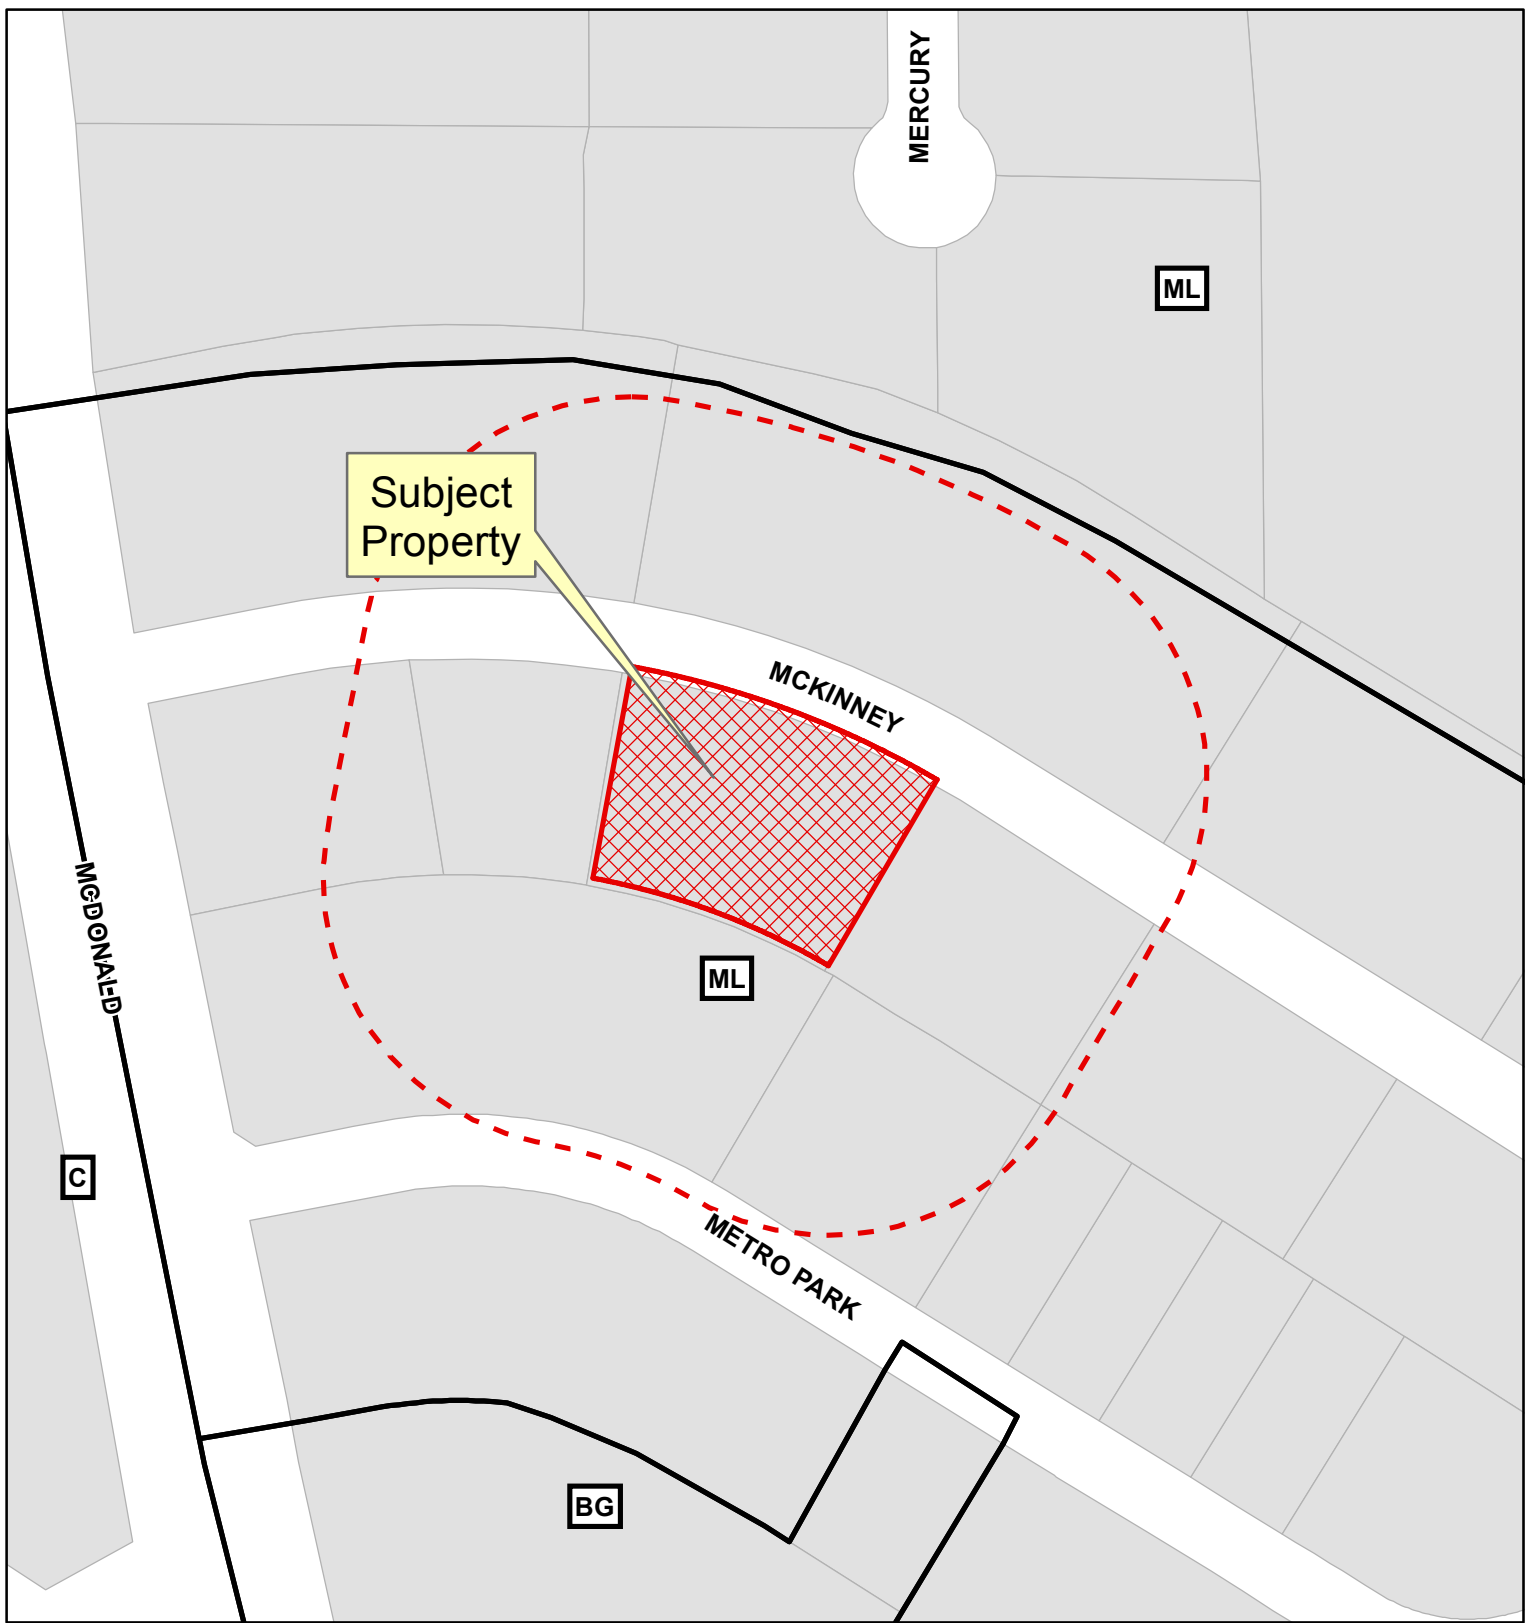 MERCURY
ML
Subject
Property
MCKINNEY
MCDONALD
ML
C
METRO PARK
BG